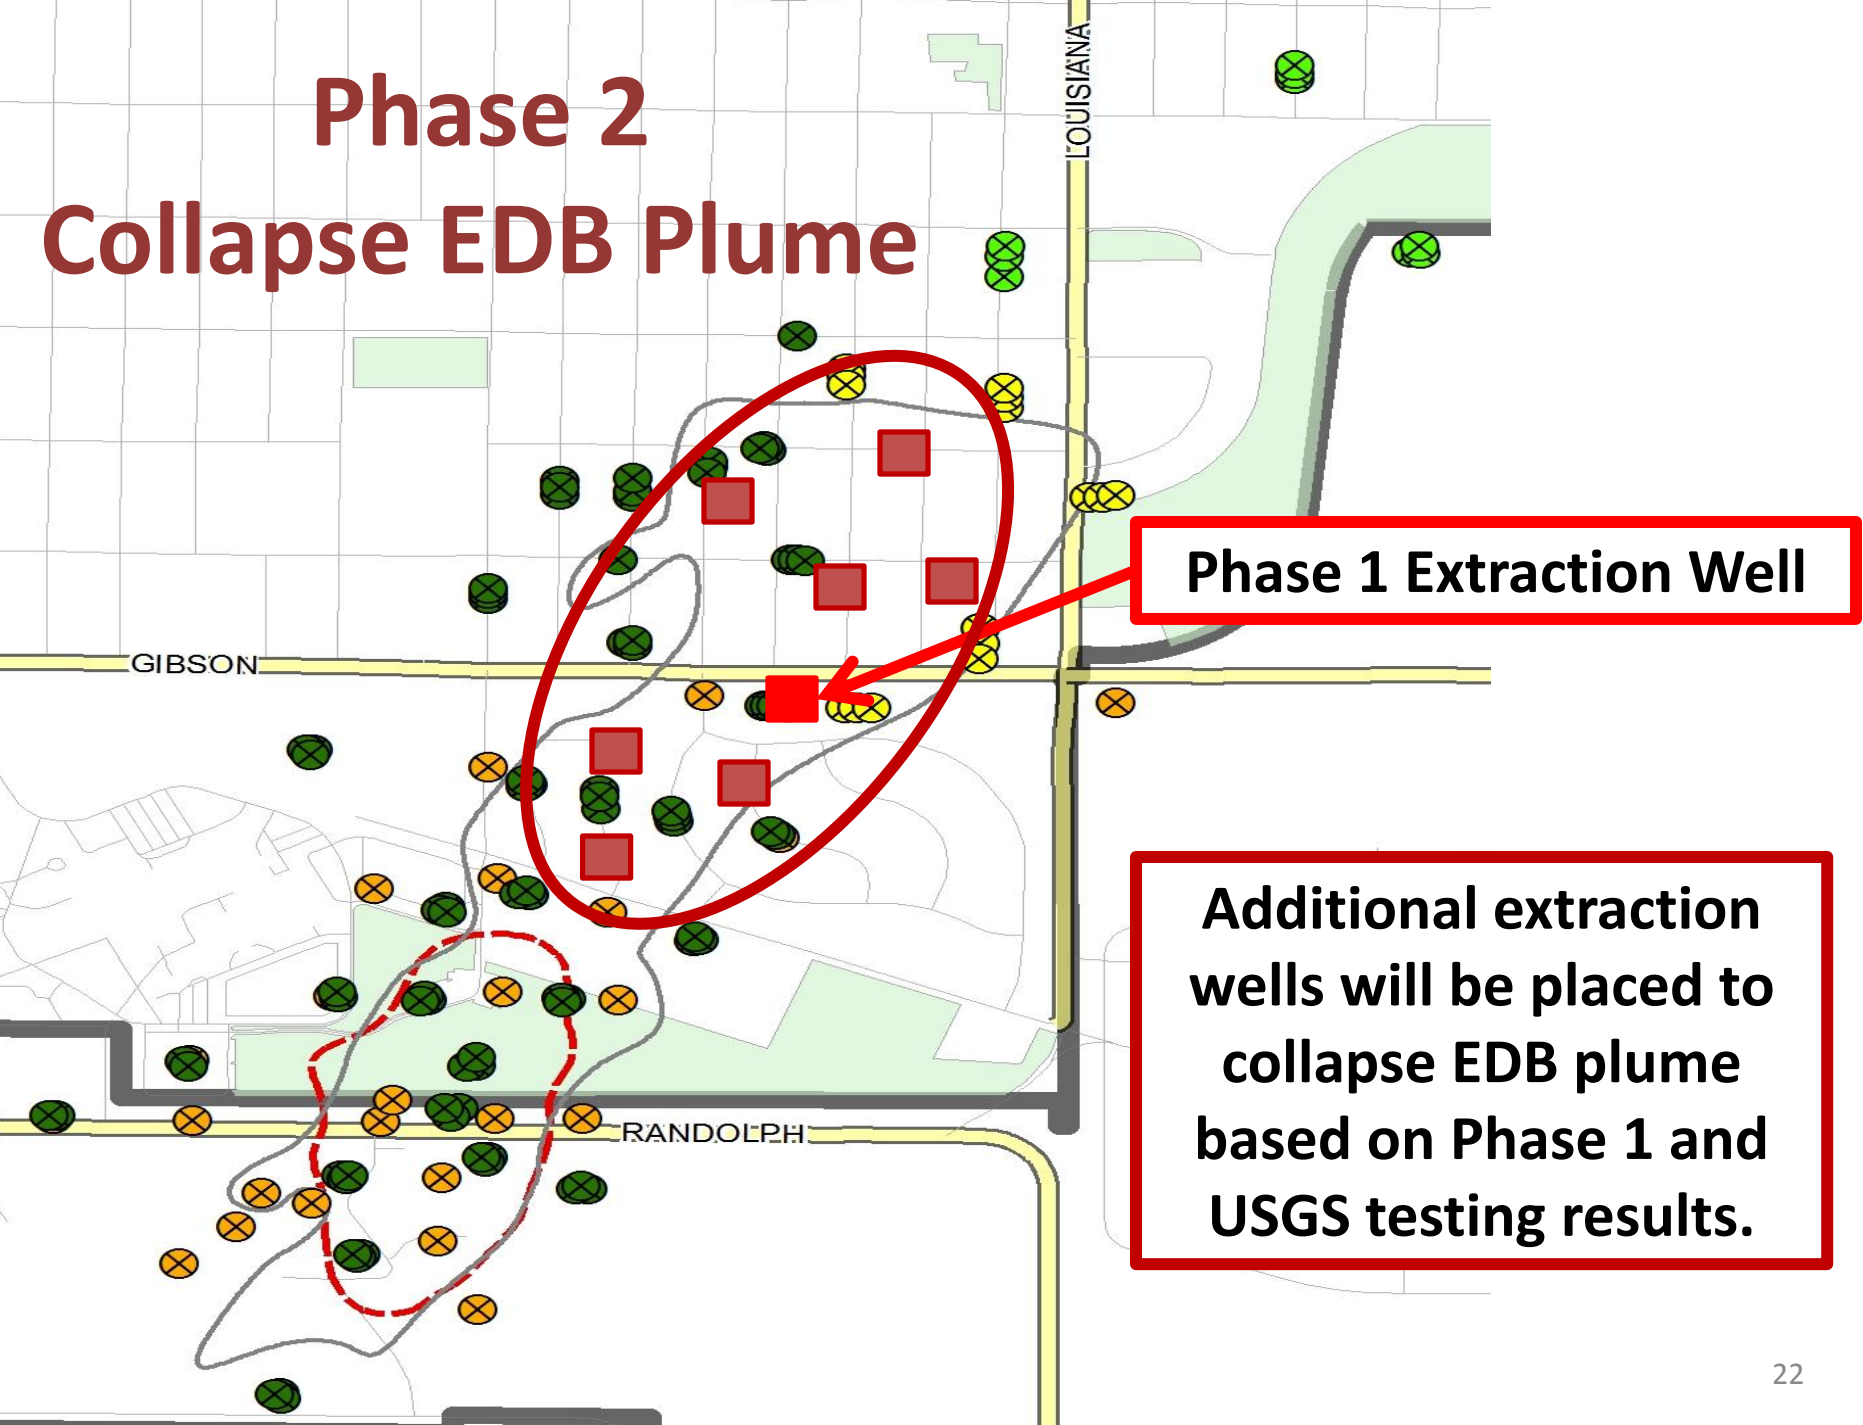 Phase 2
Collapse EDB Plume
LOUISIANA
Phase 1 Extraction Well
GIBSON
Additional extraction
wells will be placed to
collapse EDB plume
based on Phase 1 and
USGS testing results.
RANDOLPH
22